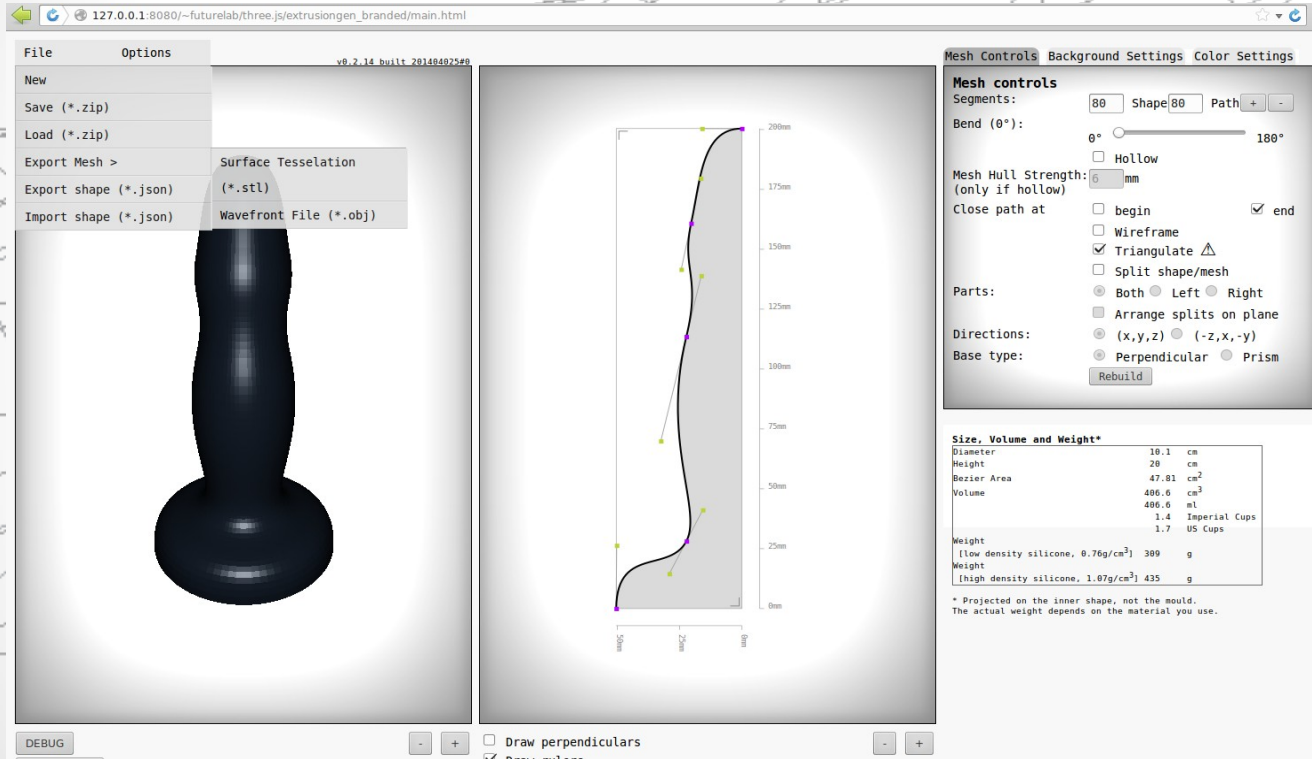 127.0.0.1:8080/~futurelab/three.js/extrusiongen_branded/main.html
File Options
v0.2.14 built 201404025#0
New
Save (*.zip)
Load (*.zip)
Export Mesh >
Export shape (*.json)
Import shape (*.json)
Surface Tesselation
(*.stl)
Wavefront File (*.obj)
200mm
175mm
150mm
125mm
100mm
75mm
50mm
25mm
0mm
50mm
25mm
0mm
DEBUG
- +
Draw perpendiculars
Draw rulers
- +
Mesh Controls Background Settings Color Settings
Mesh controls
Segments: 80 Shape 80 Path + -
Bend (0°): 0° 180°
Hollow
Mesh Hull Strength: 6 mm
(only if hollow)
Close path at begin end
Wireframe
Triangulate ⚠
Split shape/mesh
Parts: Both Left Right
Arrange splits on plane
Directions: (x,y,z) (-z,x,-y)
Base type: Perpendicular Prism
Rebuild
Size, Volume and Weight*
Diameter 10.1 cm
Height 20 cm
Bezier Area 47.81 cm²
Volume 406.6 cm³
406.6 ml
1.4 Imperial Cups
1.7 US Cups
Weight
[low density silicone, 0.76g/cm³] 309 g
Weight
[high density silicone, 1.07g/cm³] 435 g
* Projected on the inner shape, not the mould.
The actual weight depends on the material you use.